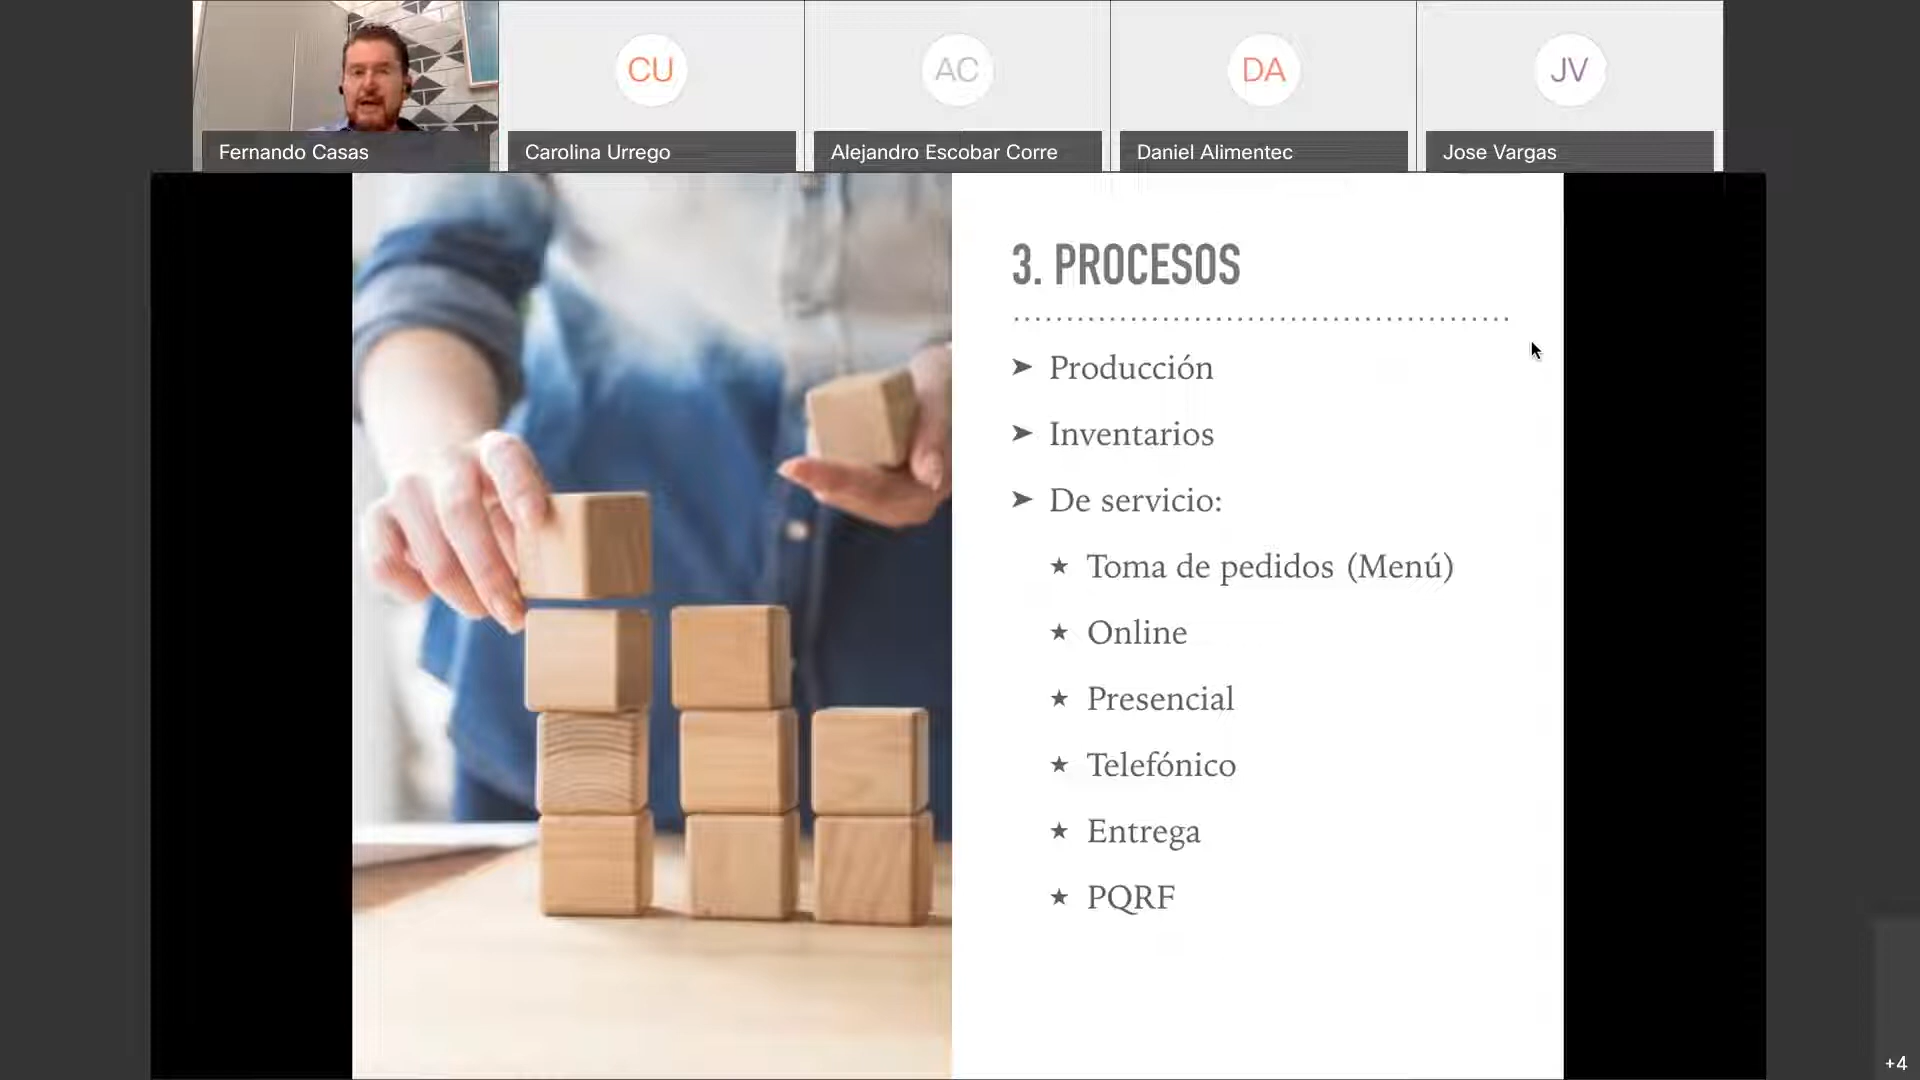 Fernando Casas
CU
Carolina Urrego
AC
Alejandro Escobar Corre
DA
Daniel Alimentec
JV
Jose Vargas
3. PROCESOS
➤ Producción
➤ Inventarios
➤ De servicio:
★ Toma de pedidos (Menú)
★ Online
★ Presencial
★ Telefónico
★ Entrega
★ PQRF
+4